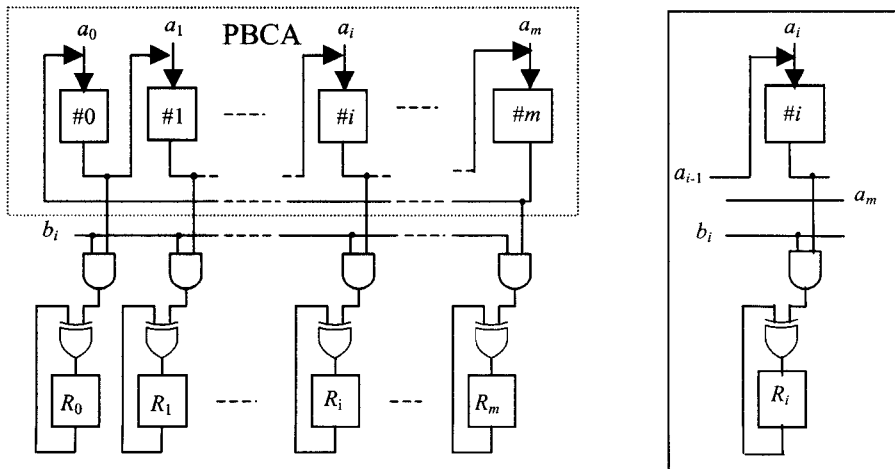 a₀ a₁ PBCA aᵢ aₘ
#0 #1 #i #m
bᵢ
R₀ R₁ Rᵢ Rₘ
aᵢ
#i
aᵢ₋₁
aₘ
bᵢ
Rᵢ